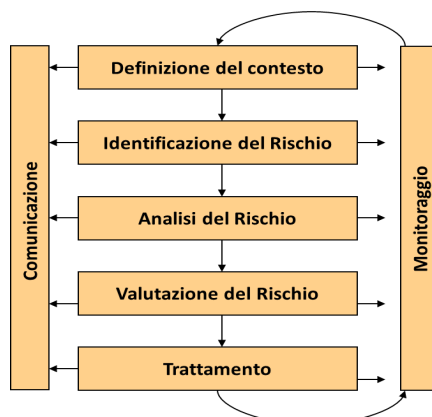 Definizione del contesto
Identificazione del Rischio
Analisi del Rischio
Valutazione del Rischio
Trattamento
Comunicazione
Monitoraggio